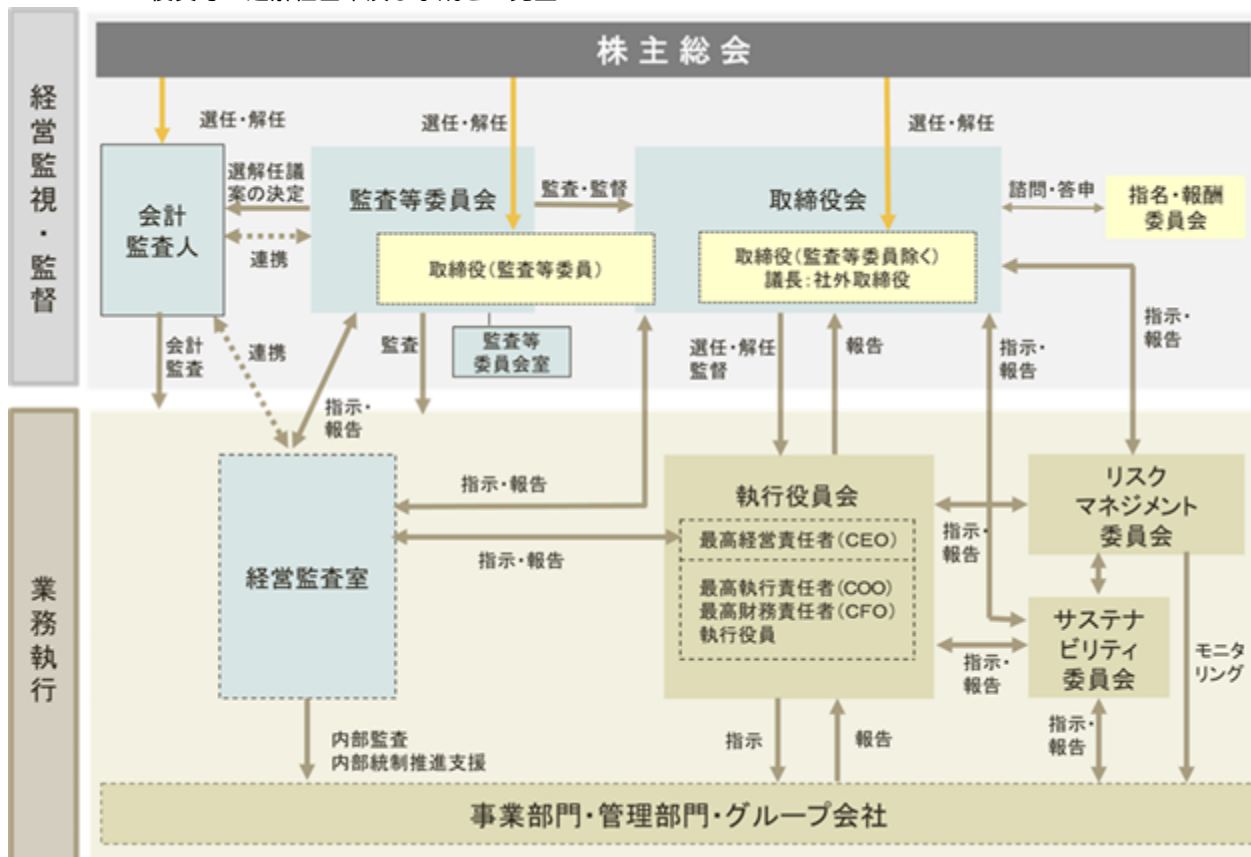 株主総会
経営監視・監督
選任・解任
選任・解任
選任・解任
会計
監査人
選解任議
案の決定
連携
監査等委員会
監査・監督
取締役会
諮問・答申
指名・報酬
委員会
取締役(監査等委員)
取締役(監査等委員除く)
議長:社外取締役
会計
監査
連携
指示・
報告
監査
監査等
委員会室
選任・解任
監督
報告
指示・
報告
指示・
報告
業務執行
経営監査室
指示・報告
指示・報告
執行役員会
最高経営責任者(CEO)
最高執行責任者(COO)
最高財務責任者(CFO)
執行役員
指示・
報告
リスク
マネジメント
委員会
指示・
報告
サステナ
ビリティ
委員会
モニタ
リング
内部監査
内部統制推進支援
指示
報告
指示・
報告
事業部門・管理部門・グループ会社